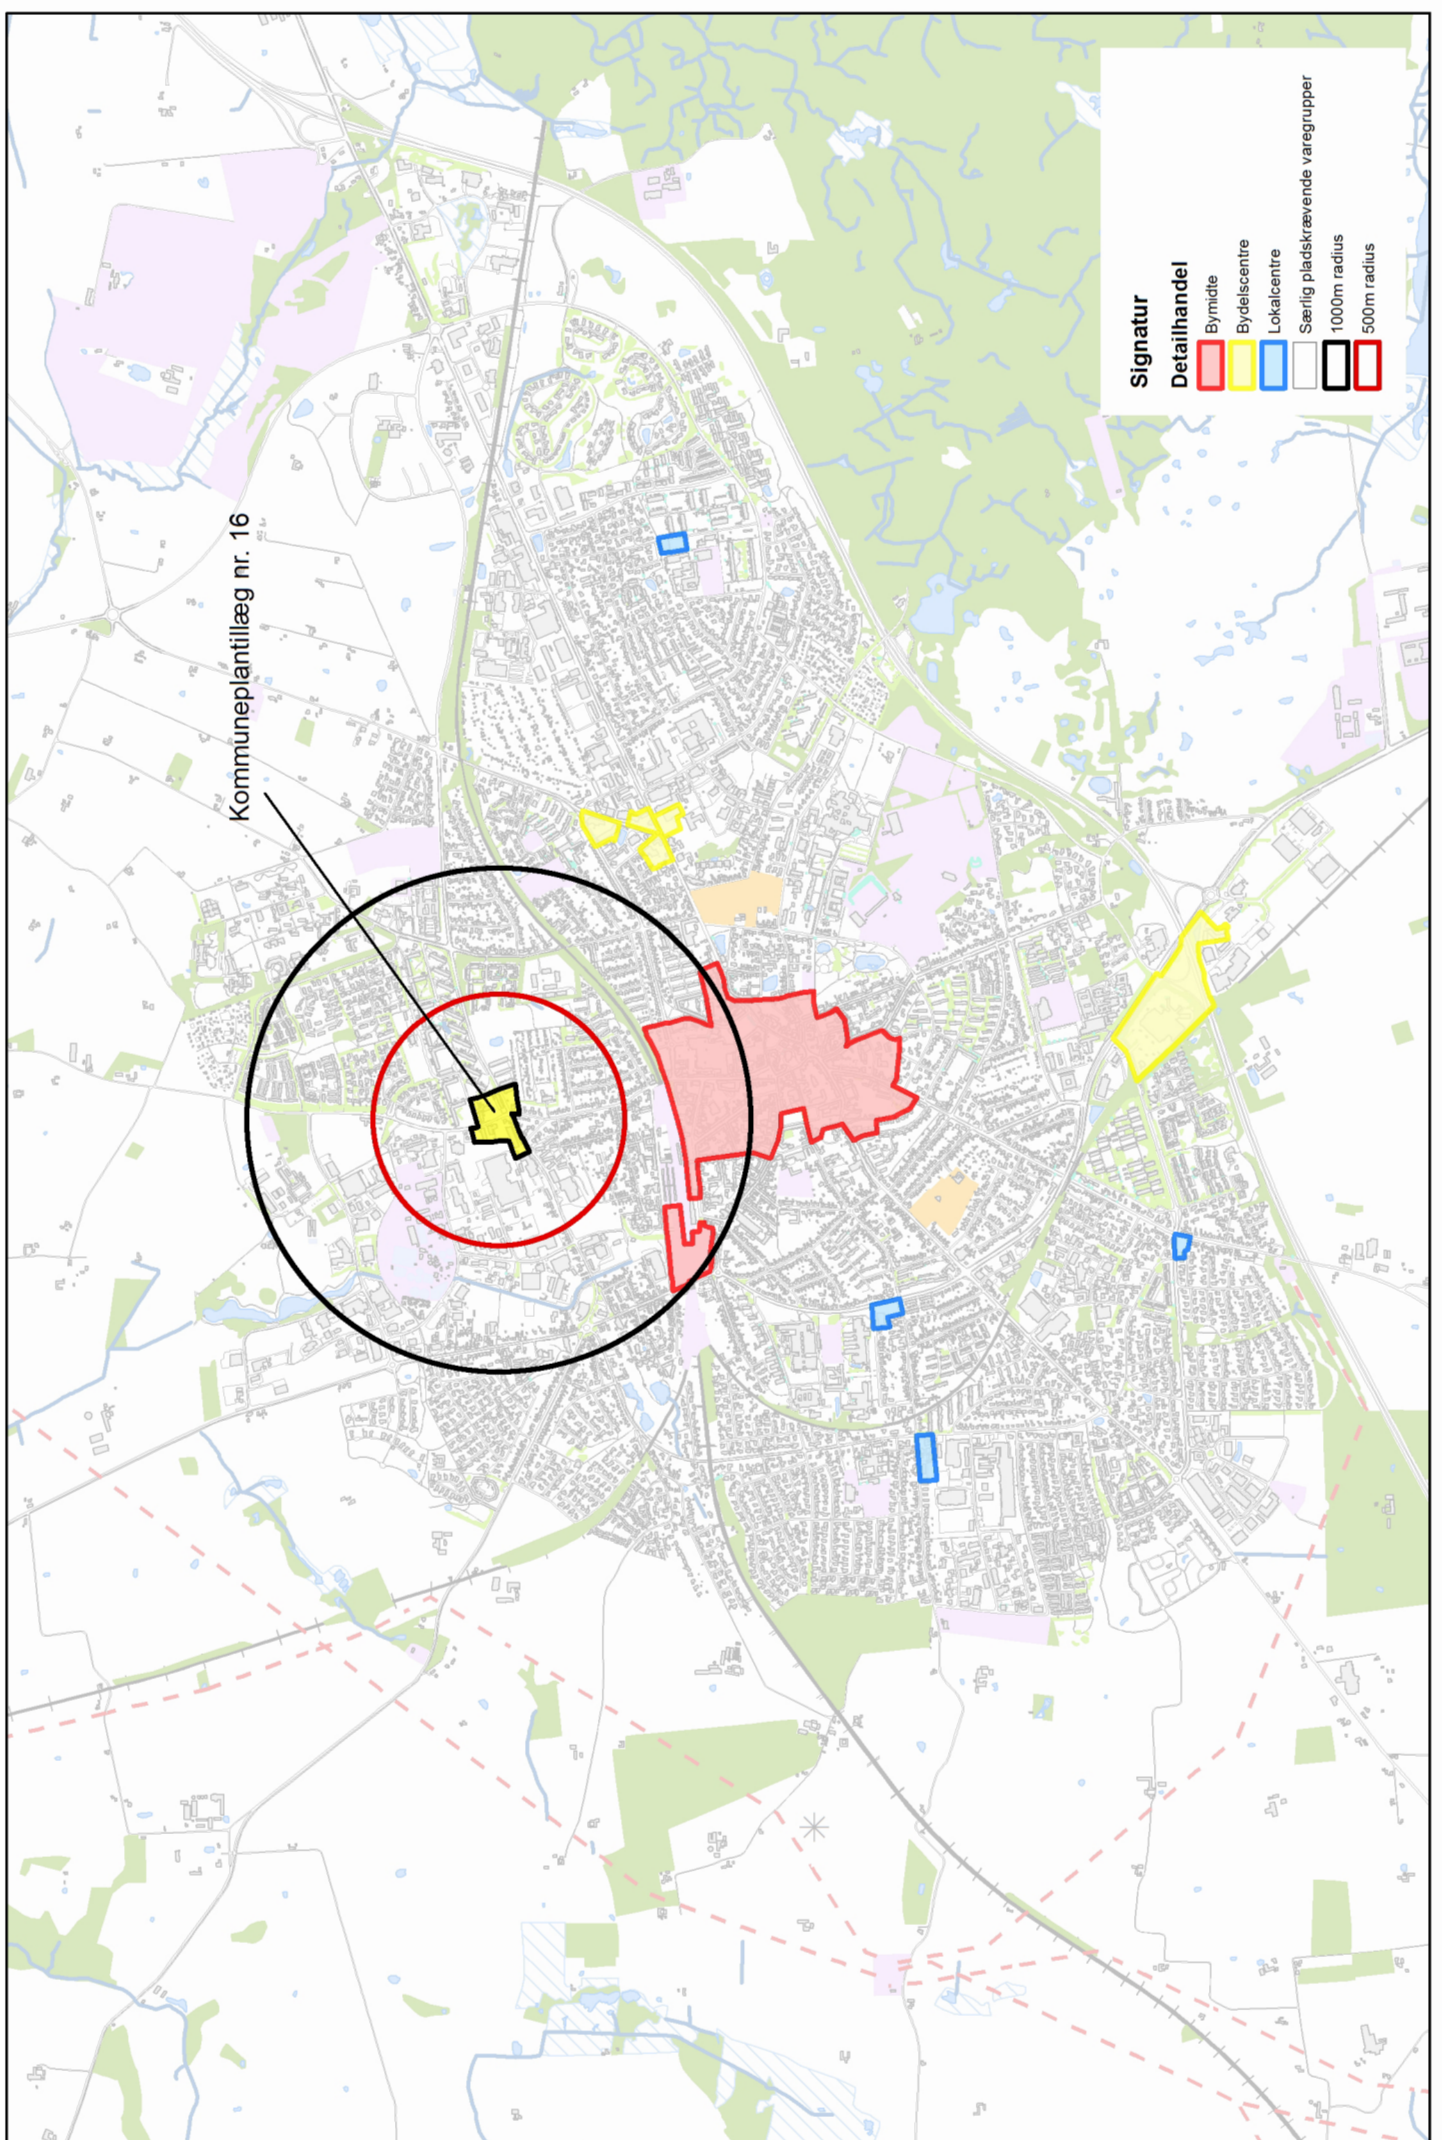 Kommuneplantillæg nr. 16
Signatur
Detailhandel
Bymidte
Bydelscentre
Lokalcentre
Særlig pladskrævende varegrupper
1000m radius
500m radius